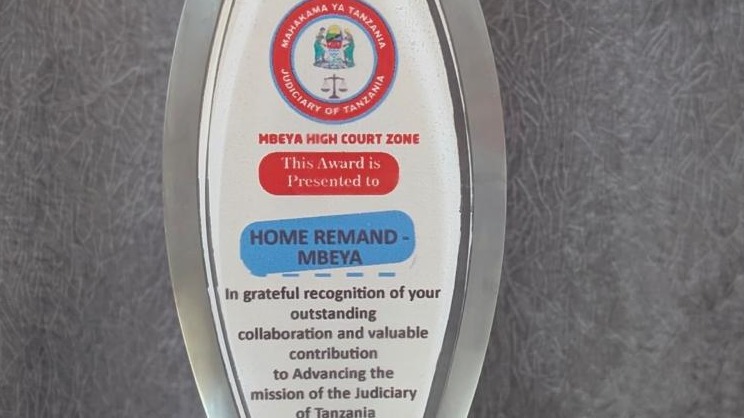 MAHAKAMA YA TANZANIA
JUDICIARY OF TANZANIA
MBEYA HIGH COURT ZONE
This Award is
Presented to
HOME REMAND -
MBEYA
In grateful recognition of your
outstanding
collaboration and valuable
contribution
to Advancing the
mission of the Judiciary
of Tanzania